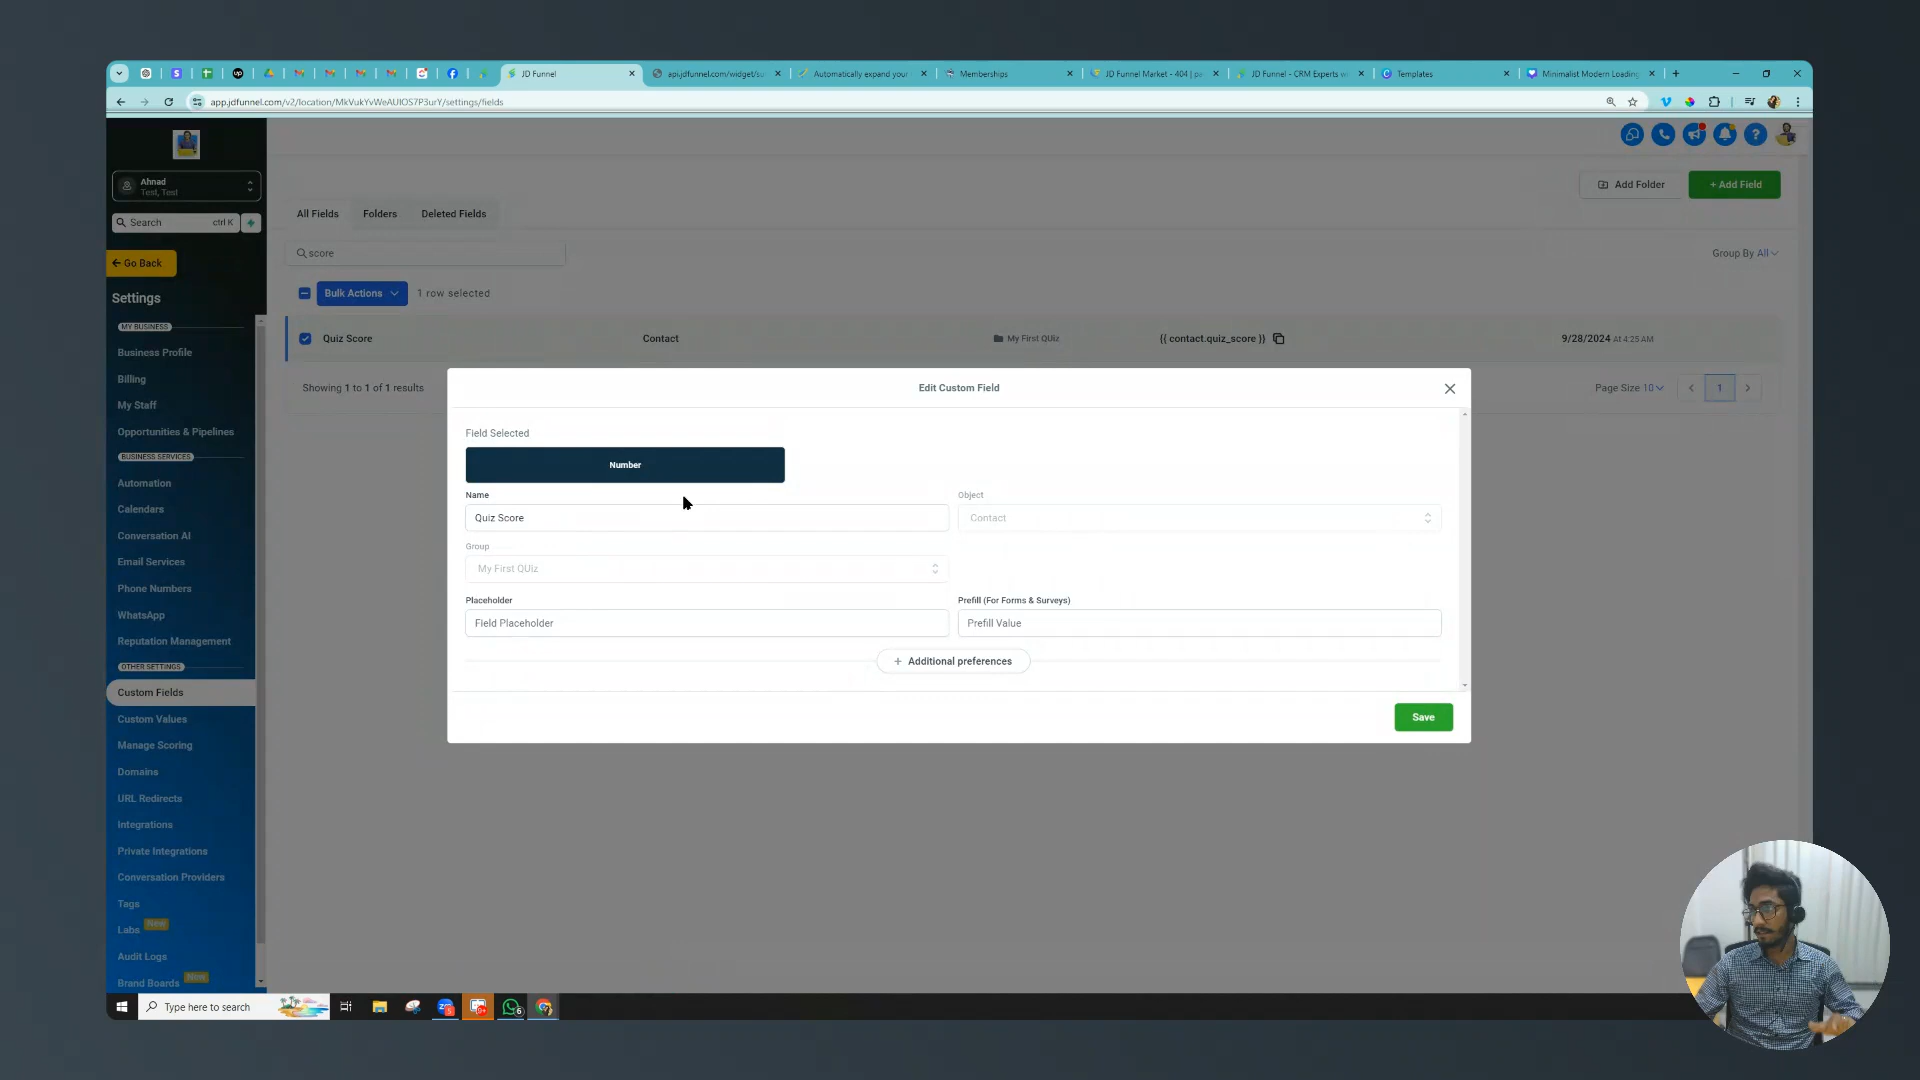 JD Funnel
api.jdfunnel.com/widget/su
Automatically expand your
Memberships
JD Funnel Market - 404 | pa
JD Funnel - CRM Experts w
Templates
Minimalist Modern Loading
app.jdfunnel.com/v2/location/MkVukYvWeAUIOS7P3urY/settings/fields
Ahnad
Test, Test
Search
ctrl K
Go Back
Settings
MY BUSINESS
Business Profile
Billing
My Staff
Opportunities & Pipelines
BUSINESS SERVICES
Automation
Calendars
Conversation AI
Email Services
Phone Numbers
WhatsApp
Reputation Management
OTHER SETTINGS
Custom Fields
Custom Values
Manage Scoring
Domains
URL Redirects
Integrations
Private Integrations
Conversation Providers
Tags
Labs New
Audit Logs
Brand Boards New
Add Folder
+ Add Field
All Fields
Folders
Deleted Fields
score
Group By All
Bulk Actions
1 row selected
Quiz Score
Contact
My First QUiz
{{ contact.quiz_score }}
9/28/2024 At 4:25 AM
Showing 1 to 1 of 1 results
Page Size 10
1
Edit Custom Field
Field Selected
Number
Name
Quiz Score
Object
Contact
Group
My First QUiz
Placeholder
Field Placeholder
Prefill (For Forms & Surveys)
Prefill Value
+ Additional preferences
Save
Type here to search